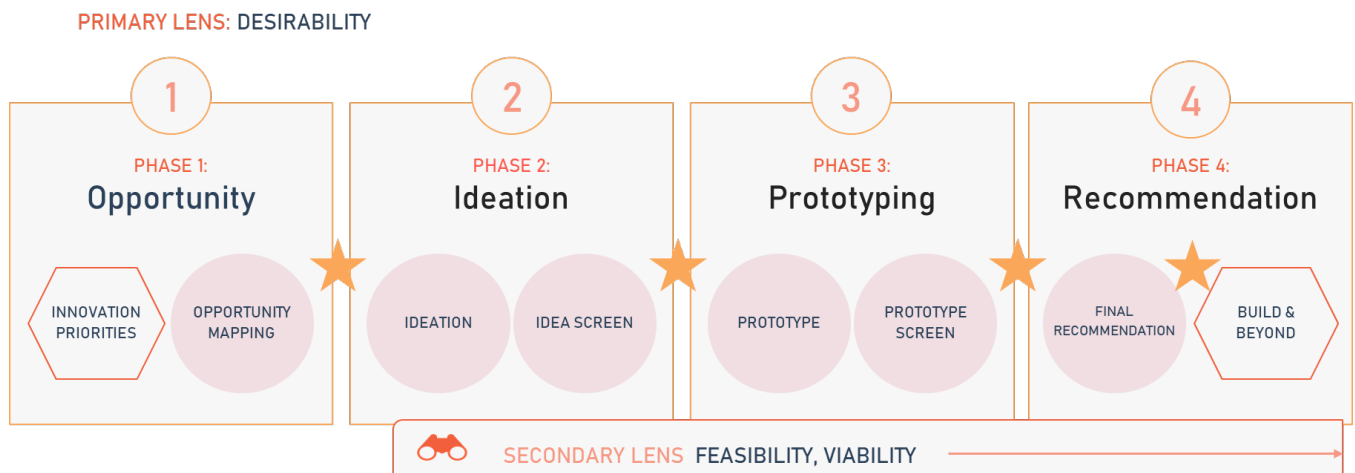 PRIMARY LENS: DESIRABILITY
1
PHASE 1:
Opportunity
INNOVATION
PRIORITIES
OPPORTUNITY
MAPPING
2
PHASE 2:
Ideation
IDEATION
IDEA SCREEN
3
PHASE 3:
Prototyping
PROTOTYPE
PROTOTYPE
SCREEN
4
PHASE 4:
Recommendation
FINAL
RECOMMENDATION
BUILD &
BEYOND
SECONDARY LENS FEASIBILITY, VIABILITY